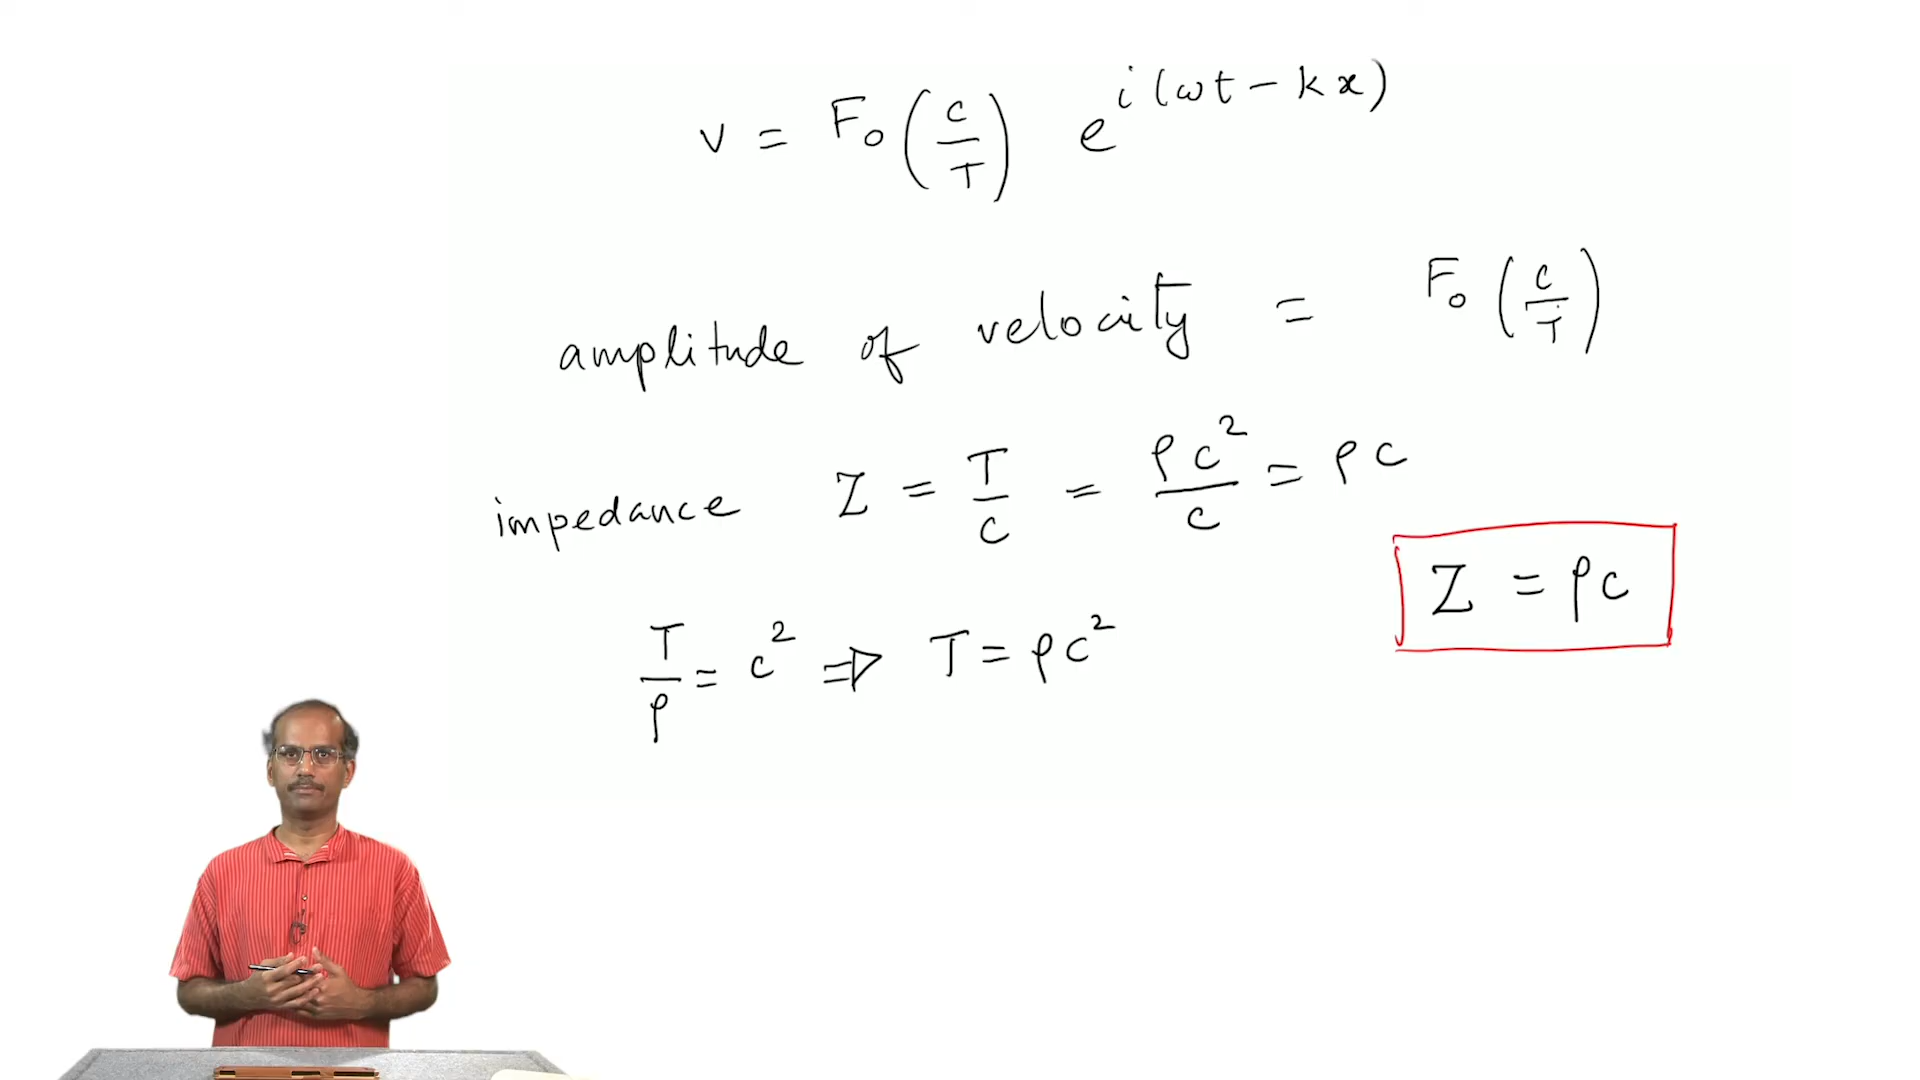 v = F₀ (c/T) e^{i(ωt − kx)}
amplitude of velocity = F₀ (c/T)
impedance Z = T/c = ρc²/c = ρc
Z = ρc
T/ρ = c² ⇒ T = ρc²